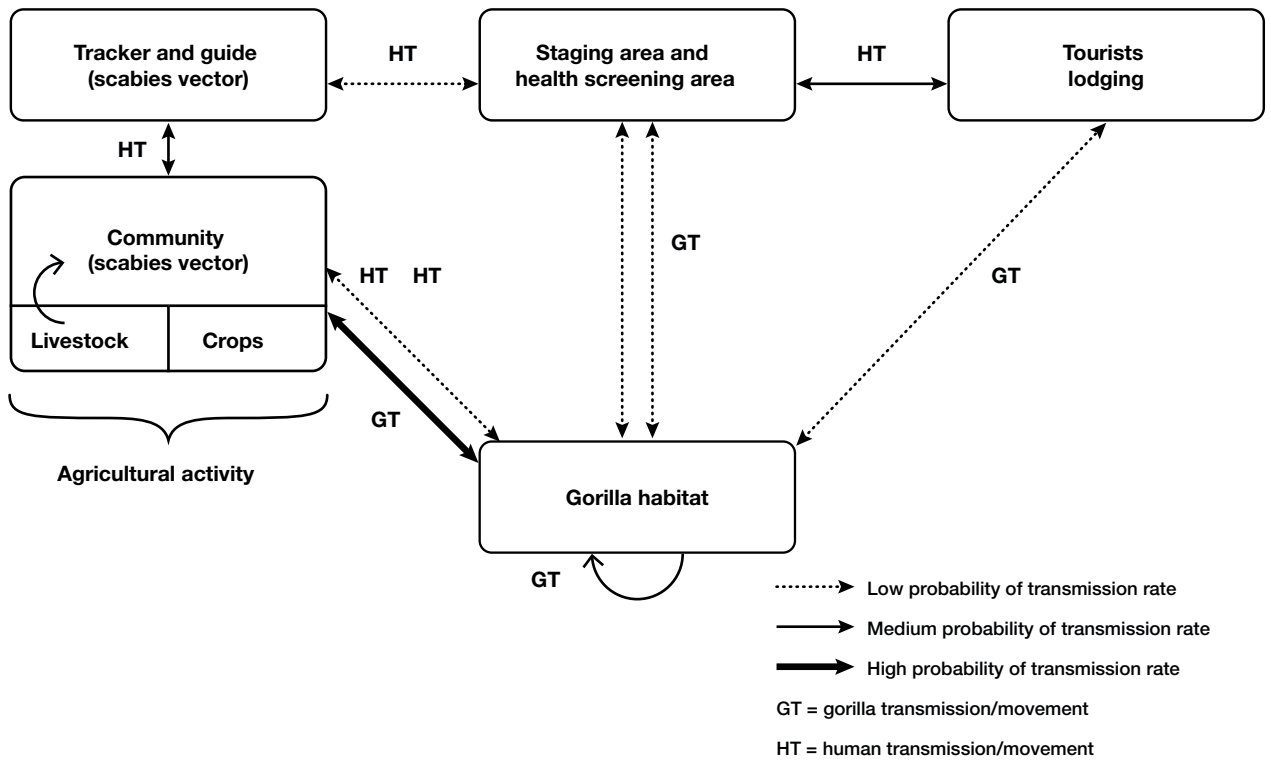 Tracker and guide
(scabies vector)
HT
Staging area and
health screening area
HT
Tourists
lodging
HT
Community
(scabies vector)
Livestock
Crops
HT HT
GT
GT
GT
Agricultural activity
Gorilla habitat
GT
Low probability of transmission rate
Medium probability of transmission rate
High probability of transmission rate
GT = gorilla transmission/movement
HT = human transmission/movement